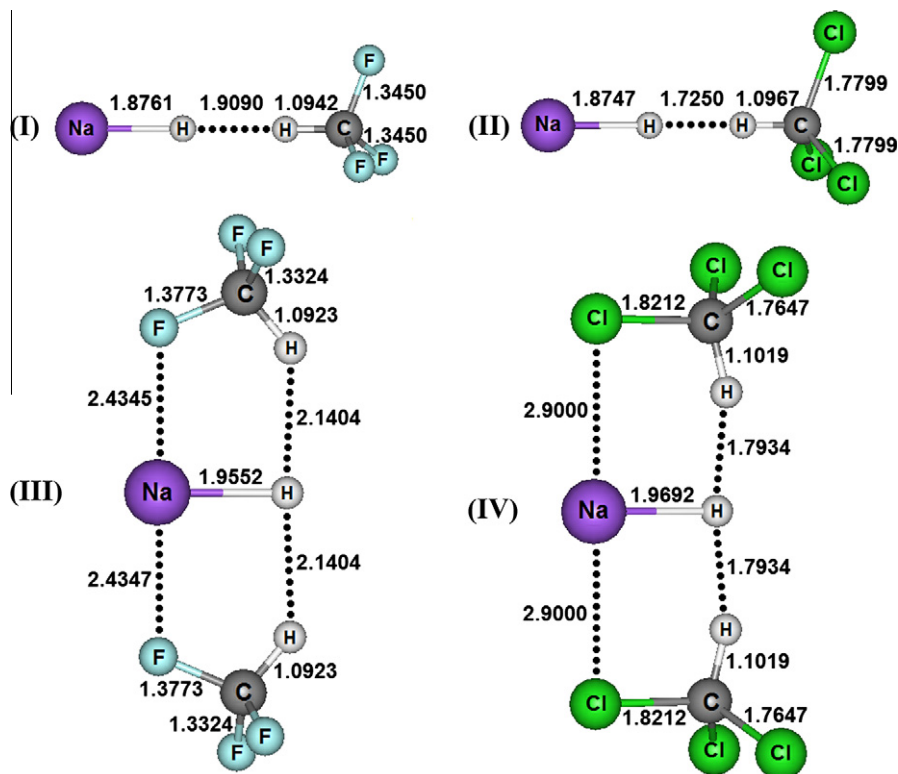 (I)
Na
1.8761
H
1.9090
H
1.0942
C
F
1.3450
1.3450
F
F
(II)
Na
1.8747
H
1.7250
H
1.0967
C
Cl
1.7799
1.7799
Cl
Cl
(III)
F
F
1.3324
1.3773
C
1.0923
F
H
2.4345
2.1404
Na
1.9552
H
2.4347
2.1404
F
H
1.0923
1.3773
C
1.3324
F
F
(IV)
Cl
Cl
1.8212
1.7647
Cl
C
1.1019
H
2.9000
1.7934
Na
1.9692
H
2.9000
1.7934
H
1.1019
Cl
C
1.8212
1.7647
Cl
Cl